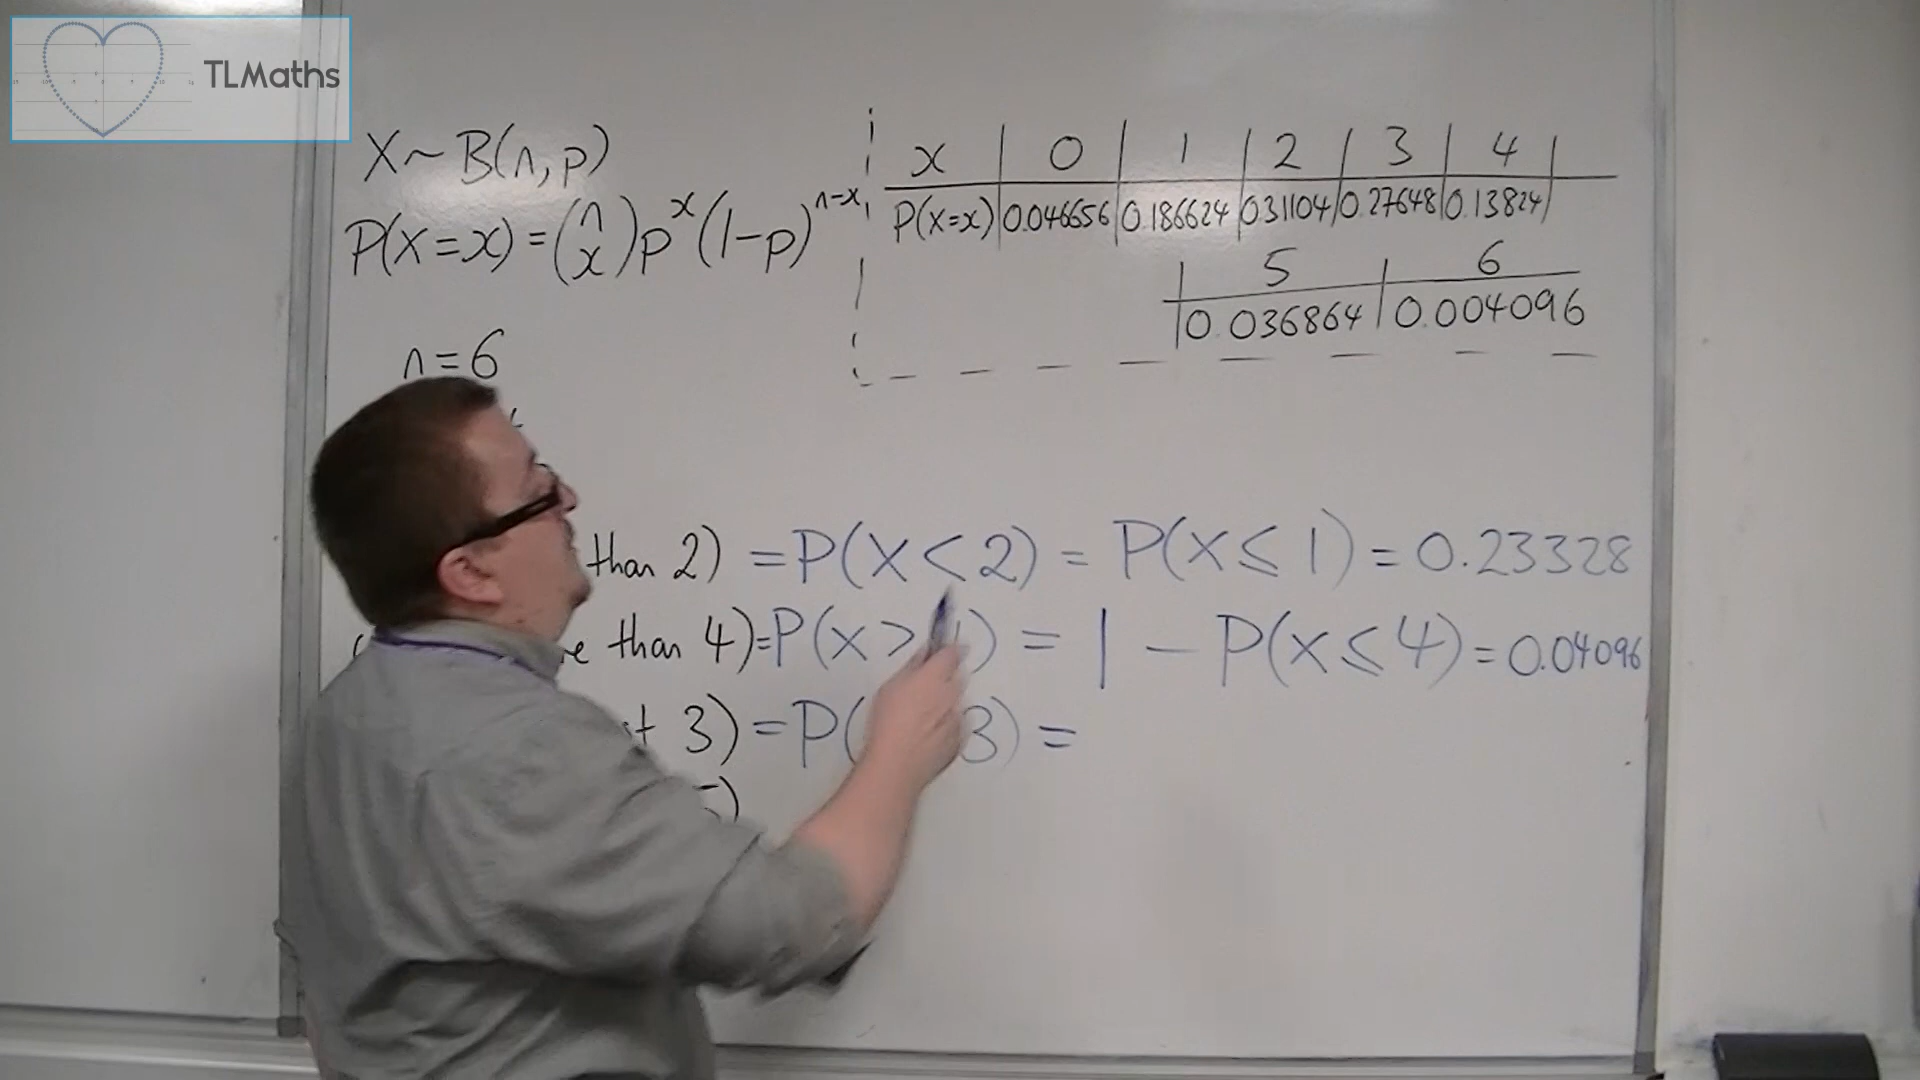 TLMaths
X ~ B(n, p)
P(X=x) = (n x) p^x (1-p)^(n-x)
n = 6
x | 0 | 1 | 2 | 3 | 4 |
P(X=x) | 0.046656 | 0.186624 | 0.31104 | 0.27648 | 0.13824 |
| 5 | 6
| 0.036864 | 0.004096
than 2) = P(X < 2) = P(X ≤ 1) = 0.23328
than 4) = P(X > 4) = 1 - P(X ≤ 4) = 0.04096
3) = P( 3) =
5)